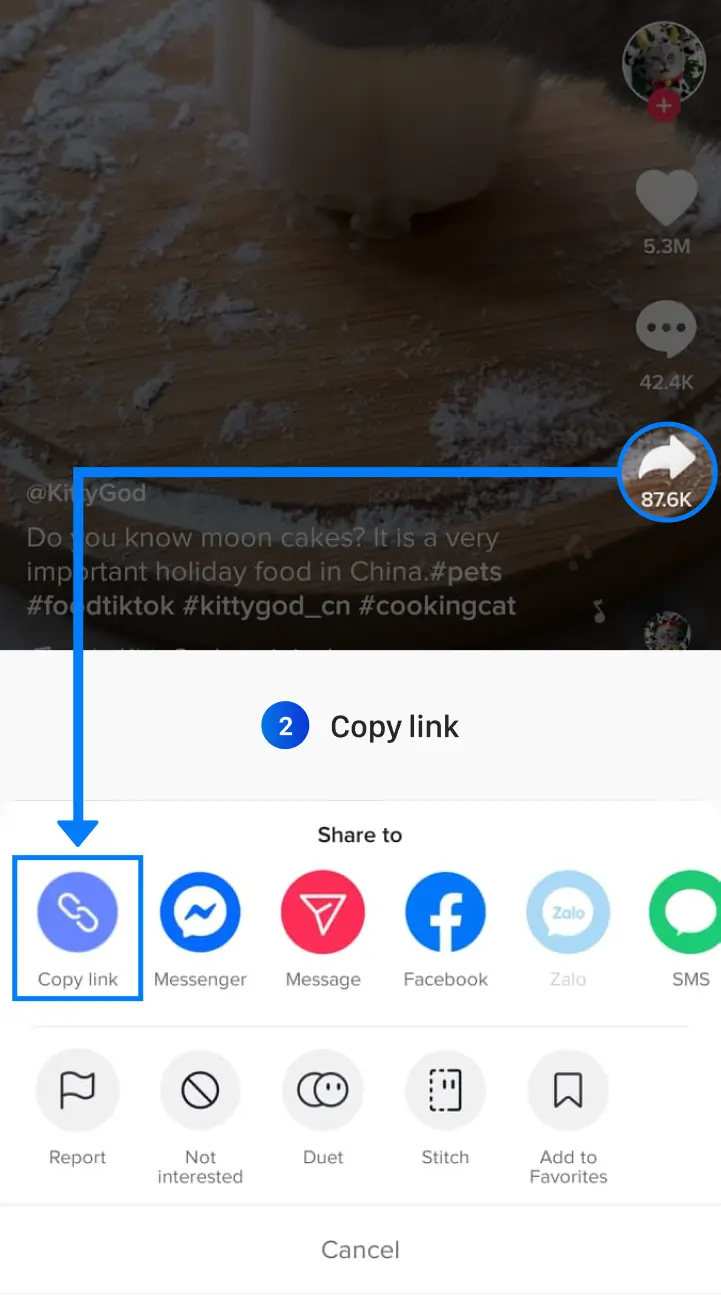 5.3M
42.4K
87.6K
@KittyGod
Do you know moon cakes? It is a very
important holiday food in China.#pets
#foodtiktok #kittygod_cn #cookingcat
2 Copy link
Share to
Copy link
Messenger
Message
Facebook
Zalo
Zalo
SMS
Report
Not
interested
Duet
Stitch
Add to
Favorites
Cancel